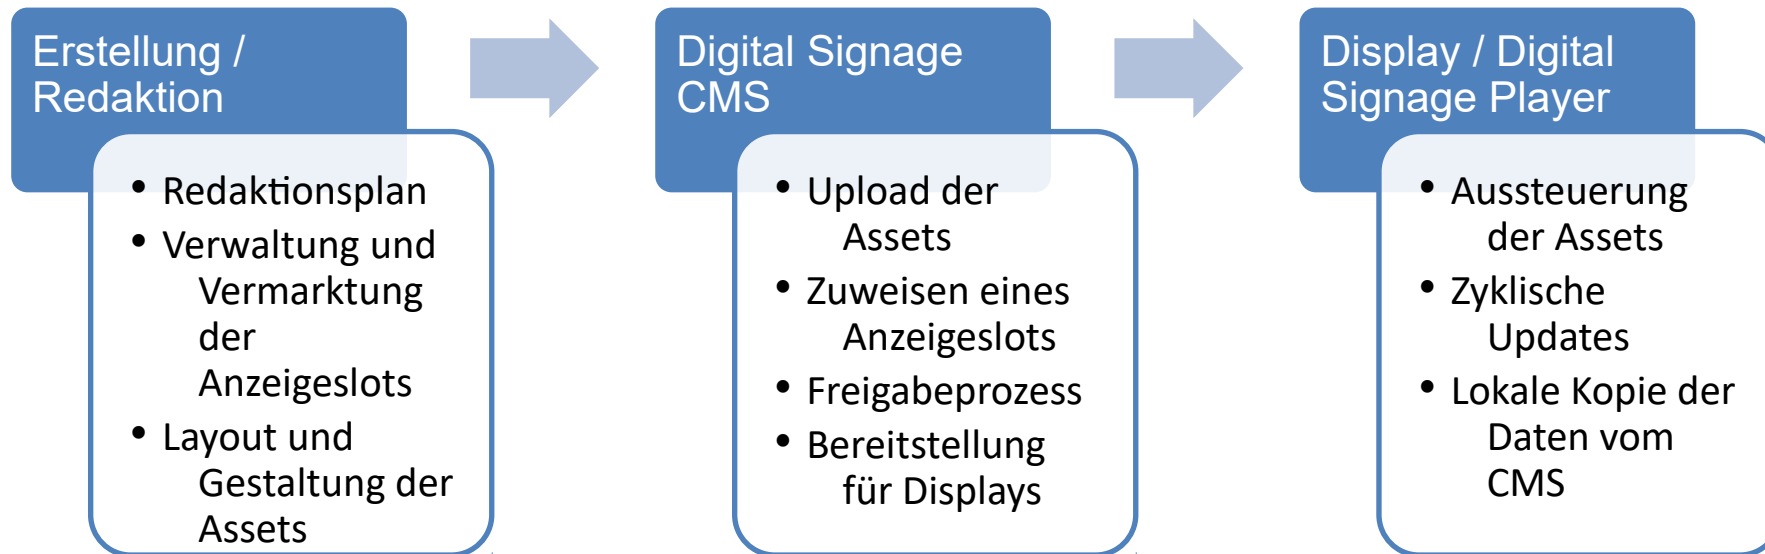 Erstellung /
Redaktion
• Redaktionsplan
• Verwaltung und
Vermarktung
der
Anzeigeslots
• Layout und
Gestaltung der
Assets
Digital Signage
CMS
• Upload der
Assets
• Zuweisen eines
Anzeigeslots
• Freigabeprozess
• Bereitstellung
für Displays
Display / Digital
Signage Player
• Aussteuerung
der Assets
• Zyklische
Updates
• Lokale Kopie der
Daten vom
CMS